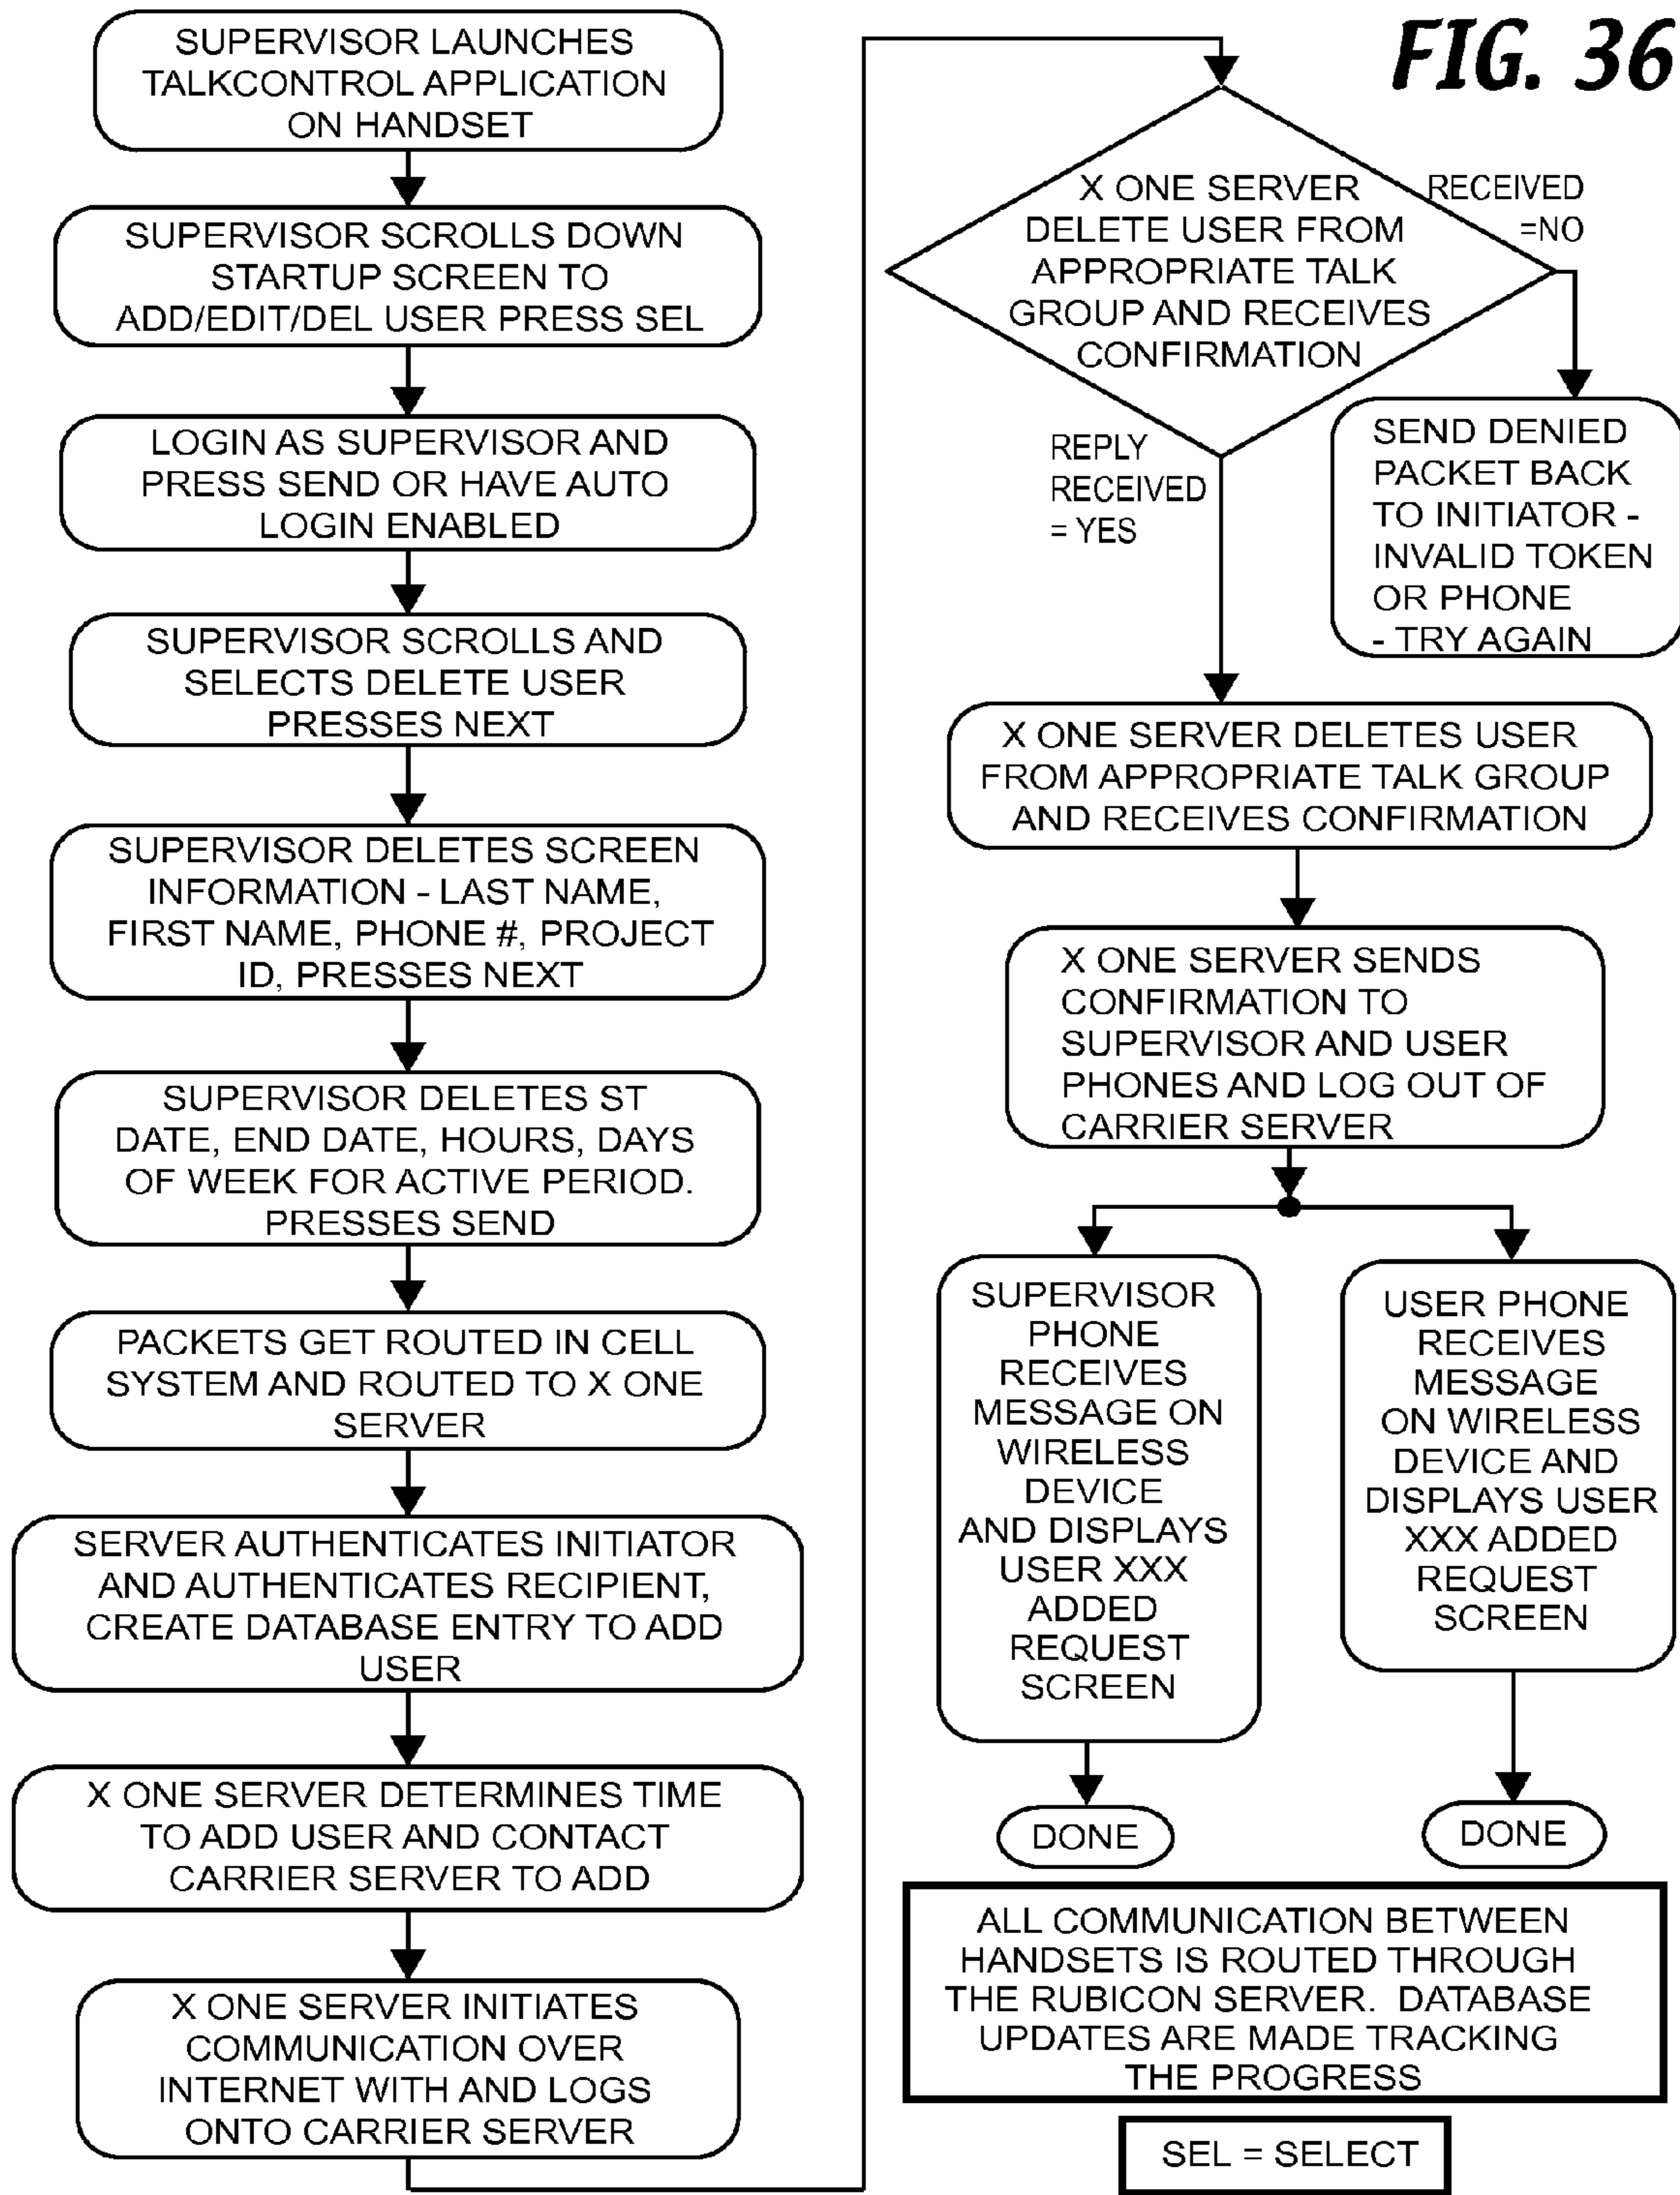 FIG. 36
SUPERVISOR LAUNCHES
TALKCONTROL APPLICATION
ON HANDSET
SUPERVISOR SCROLLS DOWN
STARTUP SCREEN TO
ADD/EDIT/DEL USER PRESS SEL
LOGIN AS SUPERVISOR AND
PRESS SEND OR HAVE AUTO
LOGIN ENABLED
SUPERVISOR SCROLLS AND
SELECTS DELETE USER
PRESSES NEXT
SUPERVISOR DELETES SCREEN
INFORMATION - LAST NAME,
FIRST NAME, PHONE #, PROJECT
ID, PRESSES NEXT
SUPERVISOR DELETES ST
DATE, END DATE, HOURS, DAYS
OF WEEK FOR ACTIVE PERIOD.
PRESSES SEND
PACKETS GET ROUTED IN CELL
SYSTEM AND ROUTED TO X ONE
SERVER
SERVER AUTHENTICATES INITIATOR
AND AUTHENTICATES RECIPIENT,
CREATE DATABASE ENTRY TO ADD
USER
X ONE SERVER DETERMINES TIME
TO ADD USER AND CONTACT
CARRIER SERVER TO ADD
X ONE SERVER INITIATES
COMMUNICATION OVER
INTERNET WITH AND LOGS
ONTO CARRIER SERVER
X ONE SERVER
DELETE USER FROM
APPROPRIATE TALK
GROUP AND RECEIVES
CONFIRMATION
RECEIVED
=NO
SEND DENIED
PACKET BACK
TO INITIATOR -
INVALID TOKEN
OR PHONE
- TRY AGAIN
REPLY
RECEIVED
= YES
X ONE SERVER DELETES USER
FROM APPROPRIATE TALK GROUP
AND RECEIVES CONFIRMATION
X ONE SERVER SENDS
CONFIRMATION TO
SUPERVISOR AND USER
PHONES AND LOG OUT OF
CARRIER SERVER
SUPERVISOR
PHONE
RECEIVES
MESSAGE ON
WIRELESS
DEVICE
AND DISPLAYS
USER XXX
ADDED
REQUEST
SCREEN
DONE
USER PHONE
RECEIVES
MESSAGE
ON WIRELESS
DEVICE AND
DISPLAYS USER
XXX ADDED
REQUEST
SCREEN
DONE
ALL COMMUNICATION BETWEEN
HANDSETS IS ROUTED THROUGH
THE RUBICON SERVER. DATABASE
UPDATES ARE MADE TRACKING
THE PROGRESS
SEL = SELECT